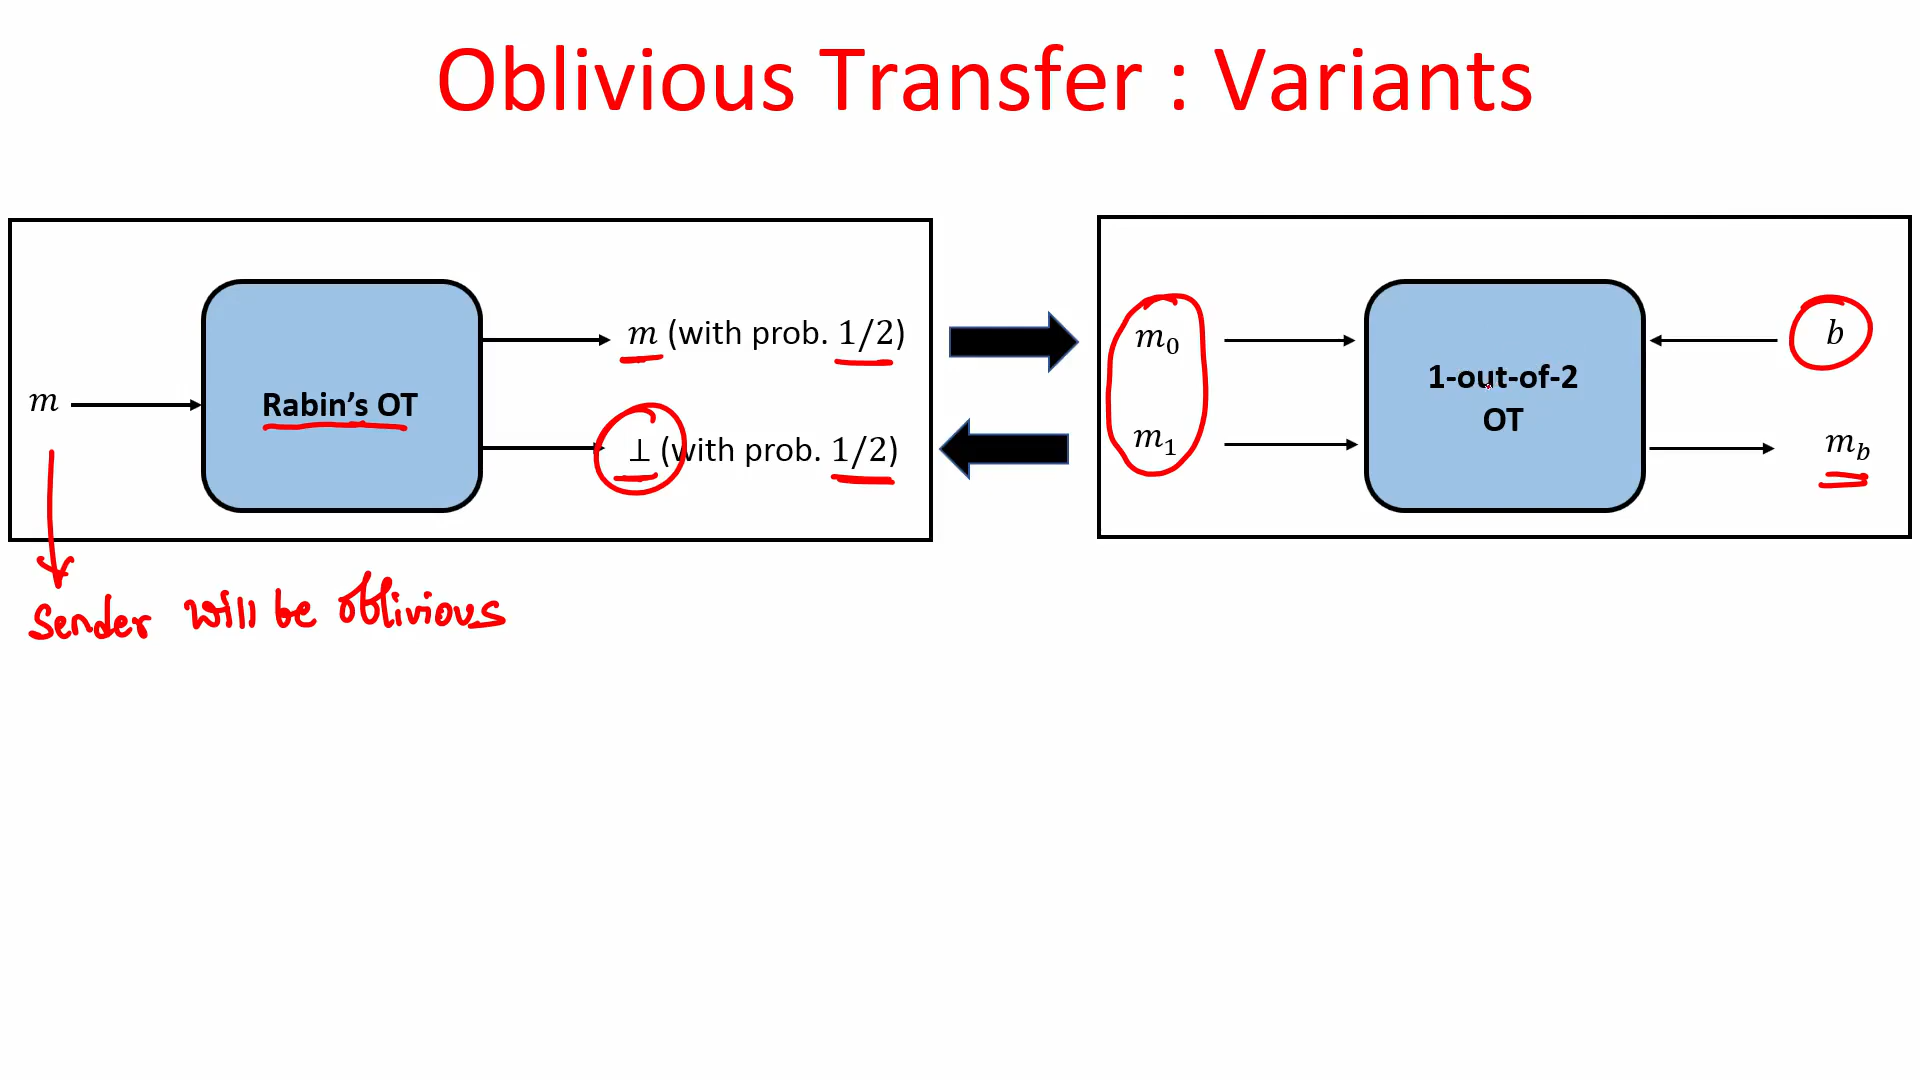 Oblivious Transfer : Variants
m
Rabin's OT
m (with prob. 1/2)
⊥ (with prob. 1/2)
m₀
m₁
1-out-of-2
OT
b
m_b
Sender will be oblivious